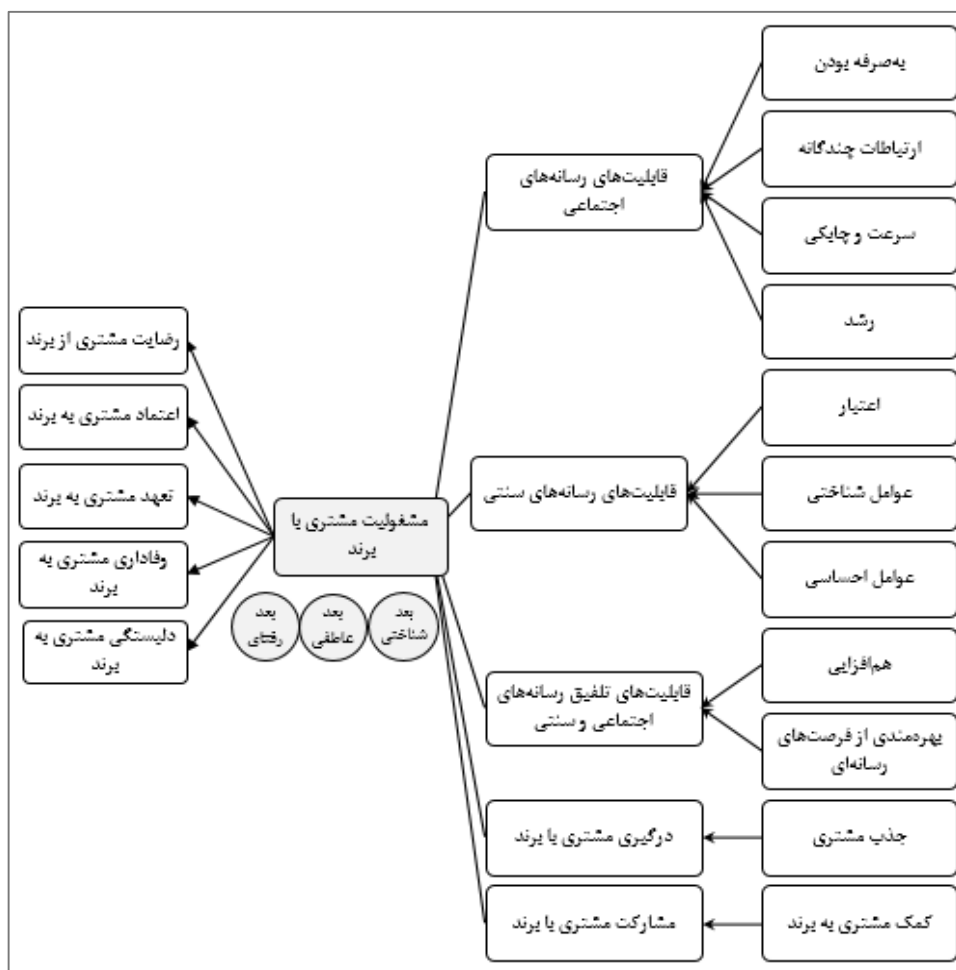 به‌صرفه بودن
ارتباطات چندگانه
سرعت و چابکی
رشد
قابلیت‌های رسانه‌های
اجتماعی
اعتبار
عوامل شناختی
عوامل احساسی
قابلیت‌های رسانه‌های سنتی
هم‌افزایی
بهره‌مندی از فرصت‌های
رسانه‌ای
قابلیت‌های تلفیق رسانه‌های
اجتماعی و سنتی
جذب مشتری
درگیری مشتری با برند
کمک مشتری به برند
مشارکت مشتری با برند
مشغولیت مشتری با
برند
بعد
شناختی
بعد
عاطفی
بعد
رفتای
رضایت مشتری از برند
اعتماد مشتری به برند
تعهد مشتری به برند
وفاداری مشتری به
برند
دلبستگی مشتری به
برند